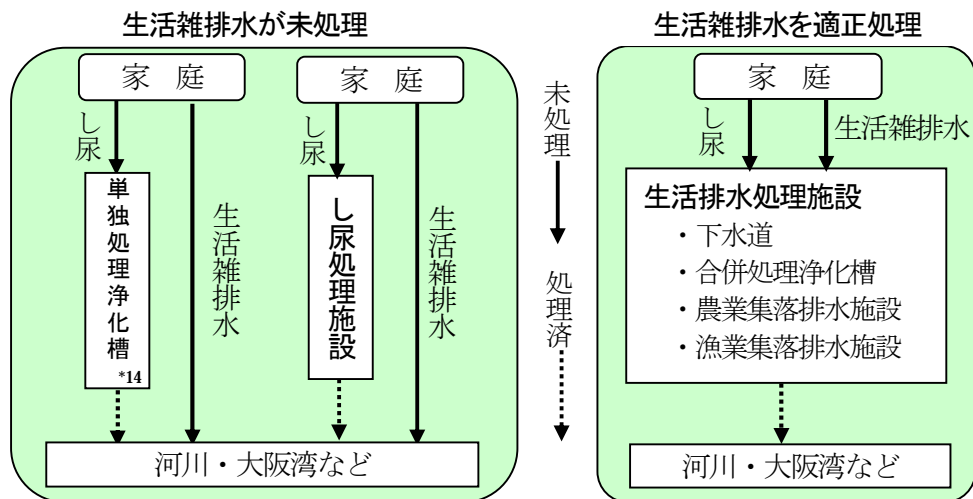 生活雑排水が未処理
家 庭
家 庭
し尿
し尿
単独処理浄化槽
*14
生活雑排水
し尿処理施設
生活雑排水
河川・大阪湾など
未処理
処理済
生活雑排水を適正処理
家 庭
し尿
生活雑排水
生活排水処理施設
・下水道
・合併処理浄化槽
・農業集落排水施設
・漁業集落排水施設
河川・大阪湾など